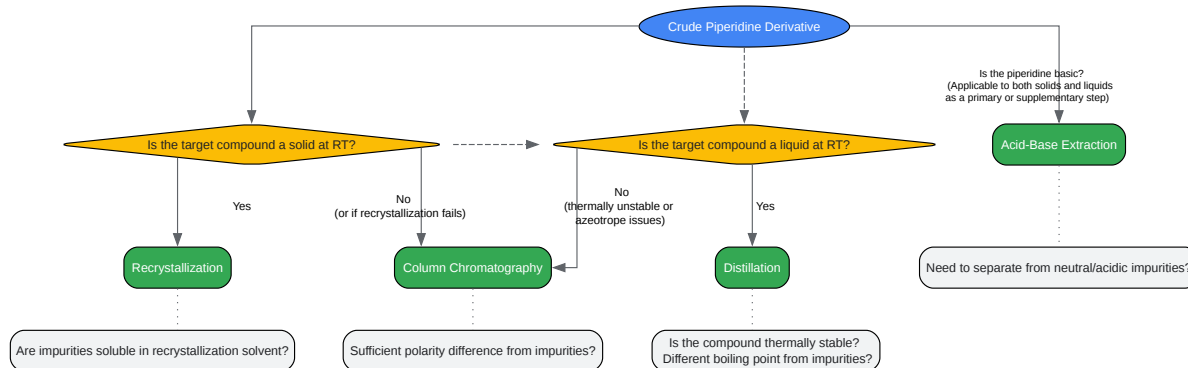 Crude Piperidine Derivative
Is the piperidine basic?
(Applicable to both solids and liquids
as a primary or supplementary step)
Is the target compound a solid at RT?
Is the target compound a liquid at RT?
Acid-Base Extraction
Yes
No
(or if recrystallization fails)
No
(thermally unstable or
azeotrope issues)
Yes
Recrystallization
Column Chromatography
Distillation
Need to separate from neutral/acidic impurities?
Are impurities soluble in recrystallization solvent?
Sufficient polarity difference from impurities?
Is the compound thermally stable?
Different boiling point from impurities?